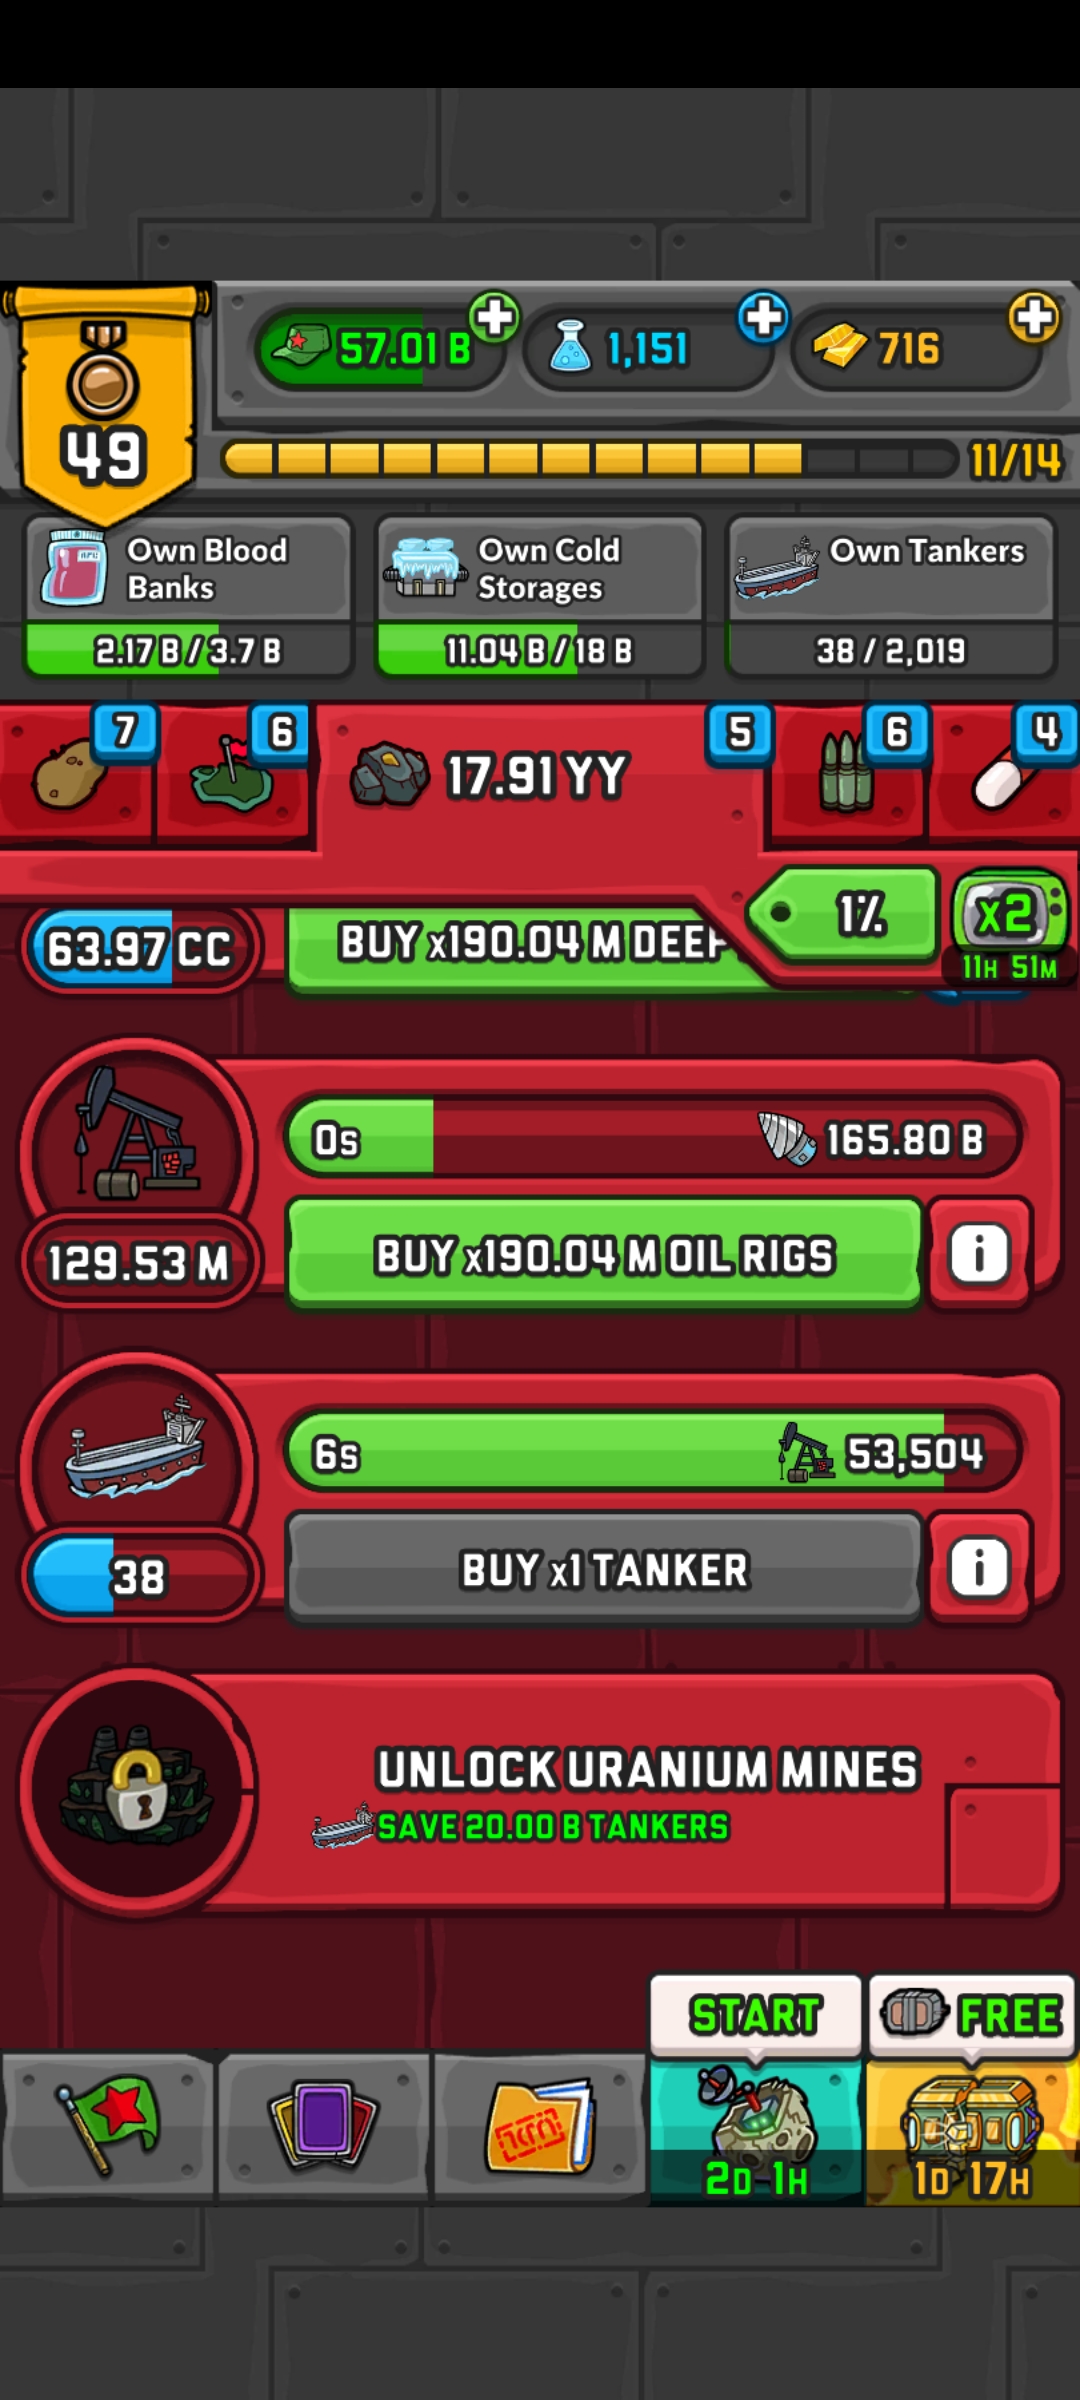 57.01 B
1,151
716
49
11/14
Own Blood
Banks
2.17 B / 3.7 B
Own Cold
Storages
11.04 B / 18 B
Own Tankers
38 / 2,019
7
6
17.91 YY
5
6
4
1%
x2
11H 51M
63.97 CC
BUY x190.04 M DEEP
0s
165.80 B
129.53 M
BUY x190.04 M OIL RIGS
i
6s
53,504
38
BUY x1 TANKER
i
UNLOCK URANIUM MINES
SAVE 20.00 B TANKERS
START
FREE
2D 1H
1D 17H